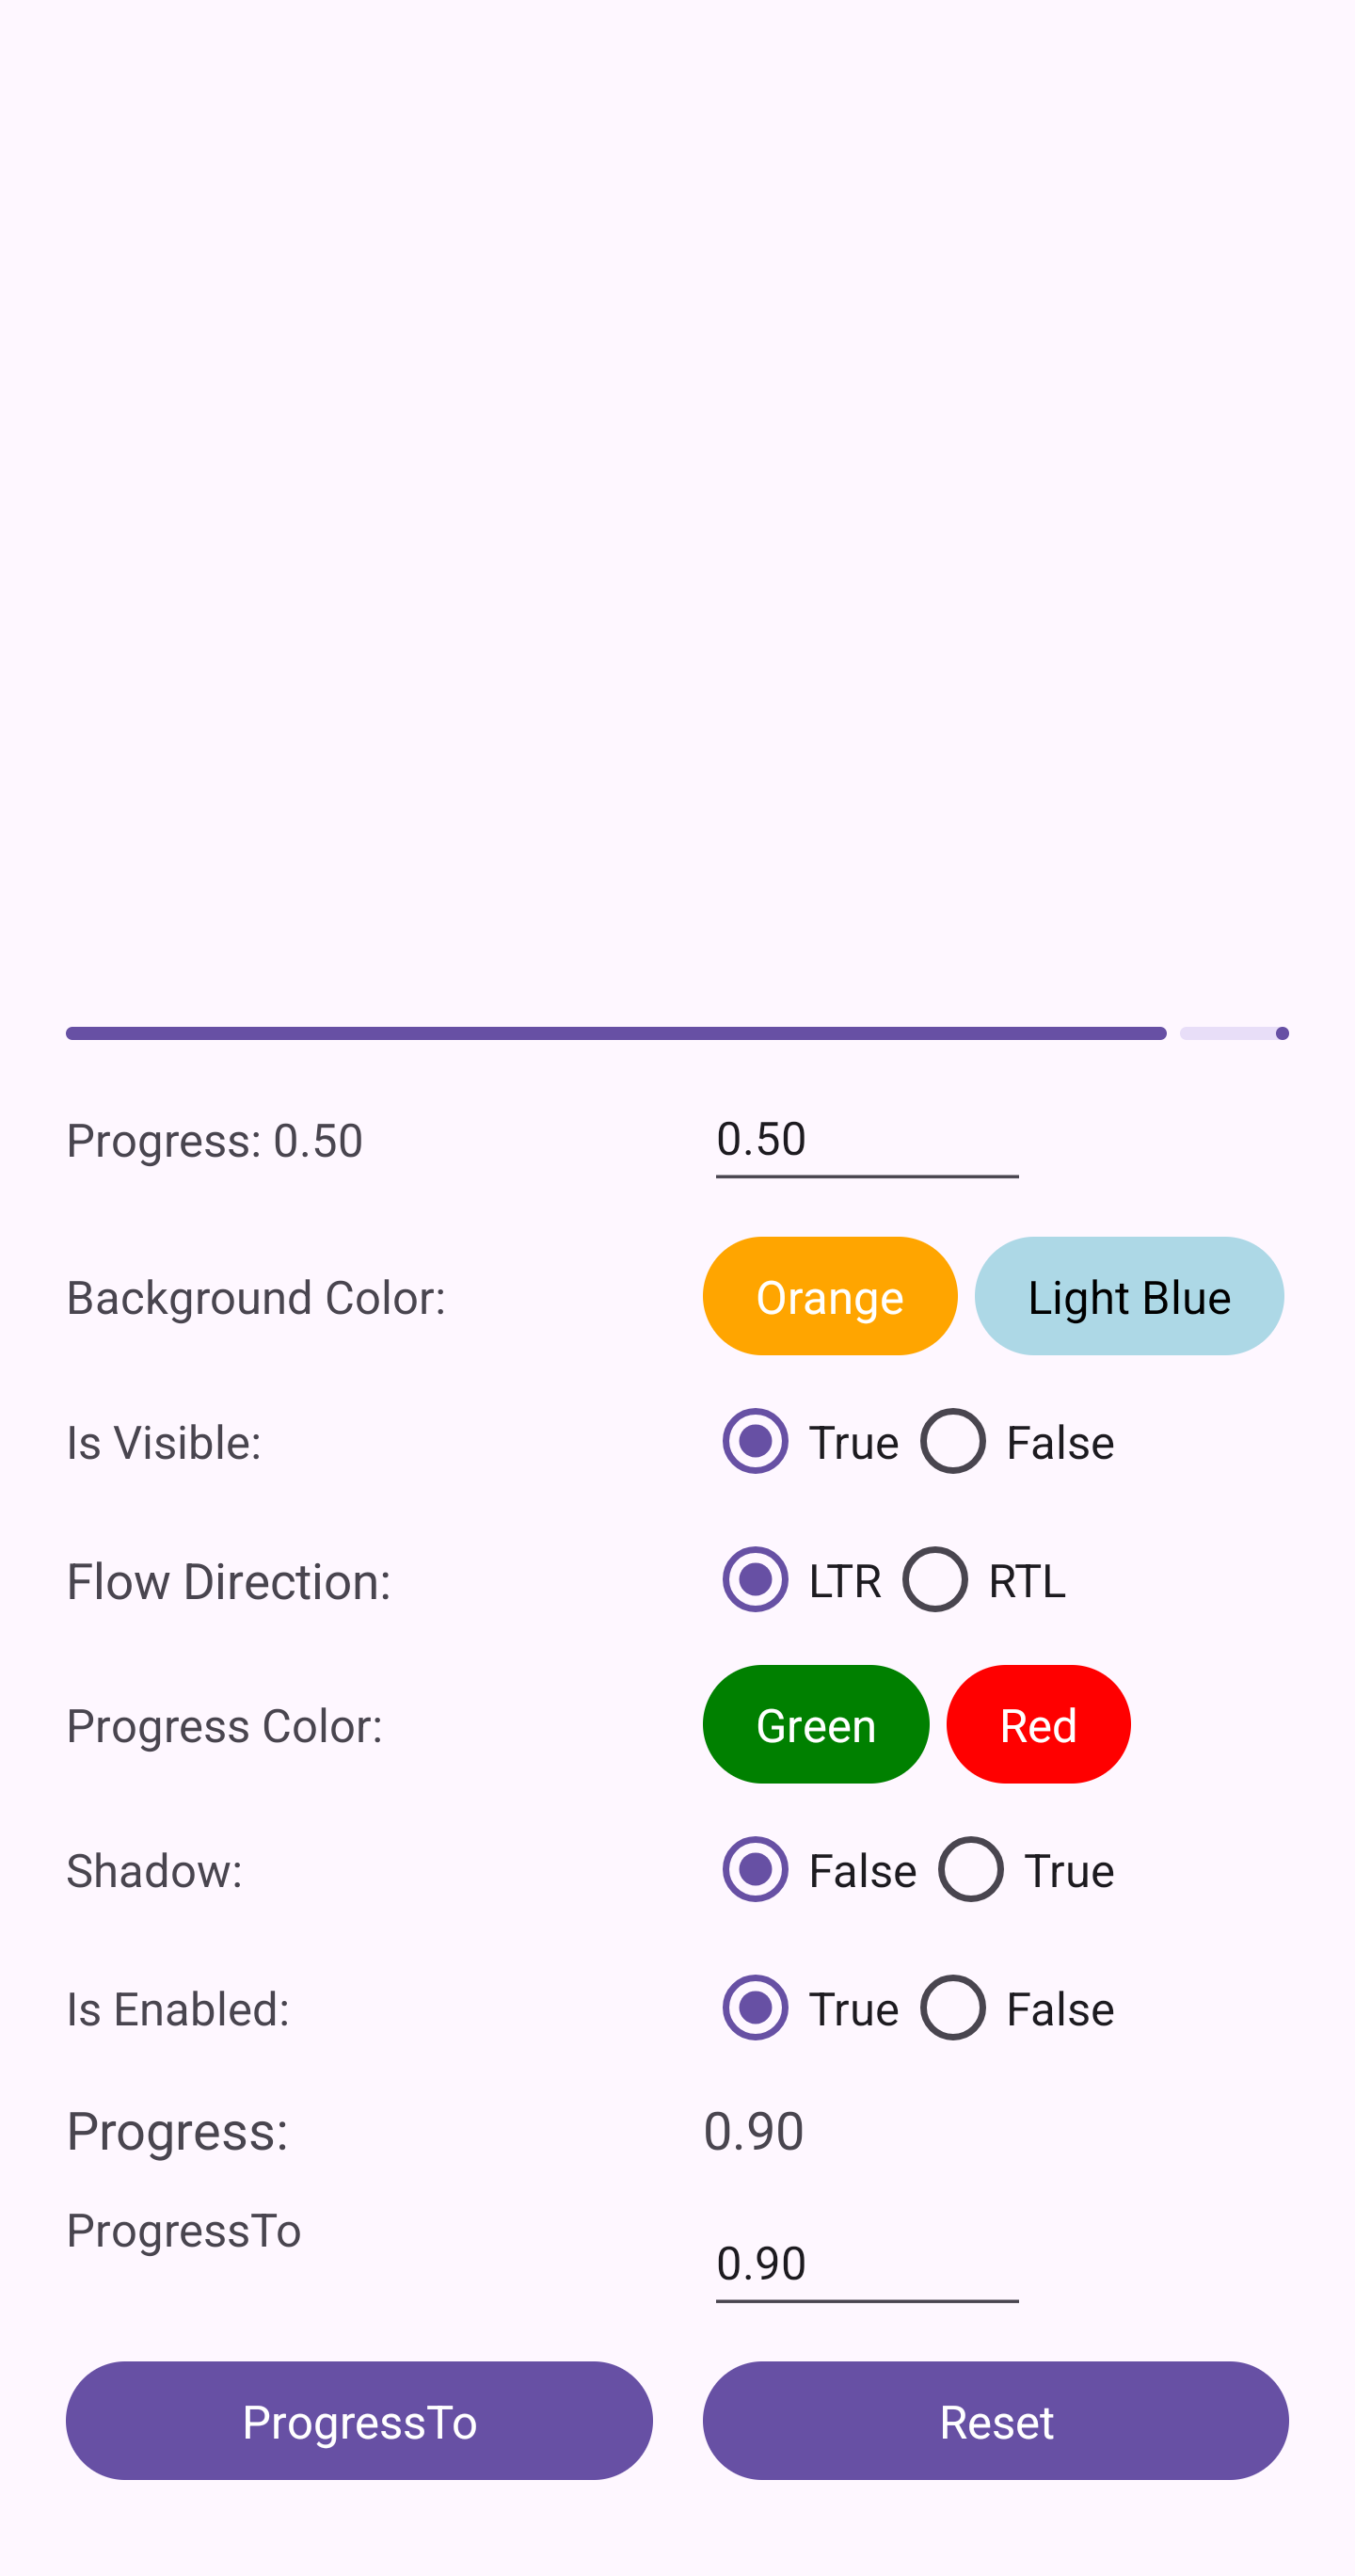 Progress: 0.50 0.50
Background Color: Orange Light Blue
Is Visible: True False
Flow Direction: LTR RTL
Progress Color: Green Red
Shadow: False True
Is Enabled: True False
Progress: 0.90
ProgressTo
0.90
ProgressTo Reset